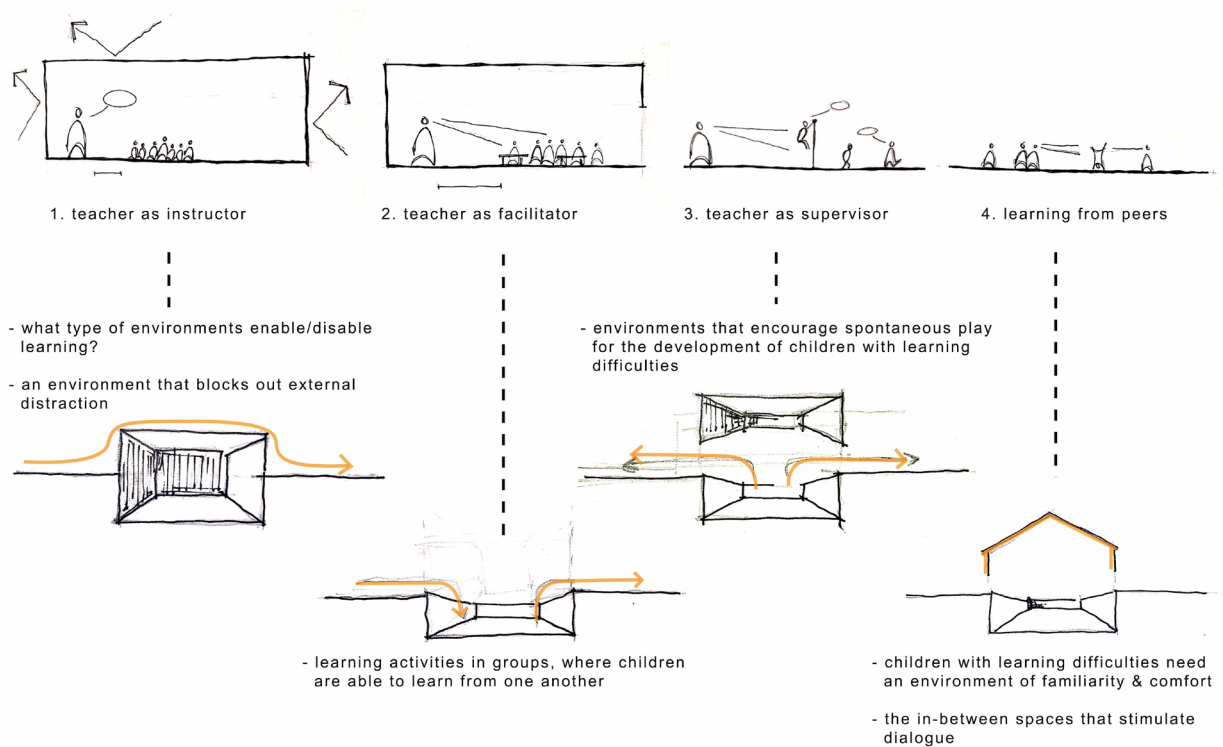 1. teacher as instructor
2. teacher as facilitator
3. teacher as supervisor
4. learning from peers
- what type of environments enable/disable
learning?
- an environment that blocks out external
distraction
- environments that encourage spontaneous play
for the development of children with learning
difficulties
- learning activities in groups, where children
are able to learn from one another
- children with learning difficulties need
an environment of familiarity & comfort
- the in-between spaces that stimulate
dialogue